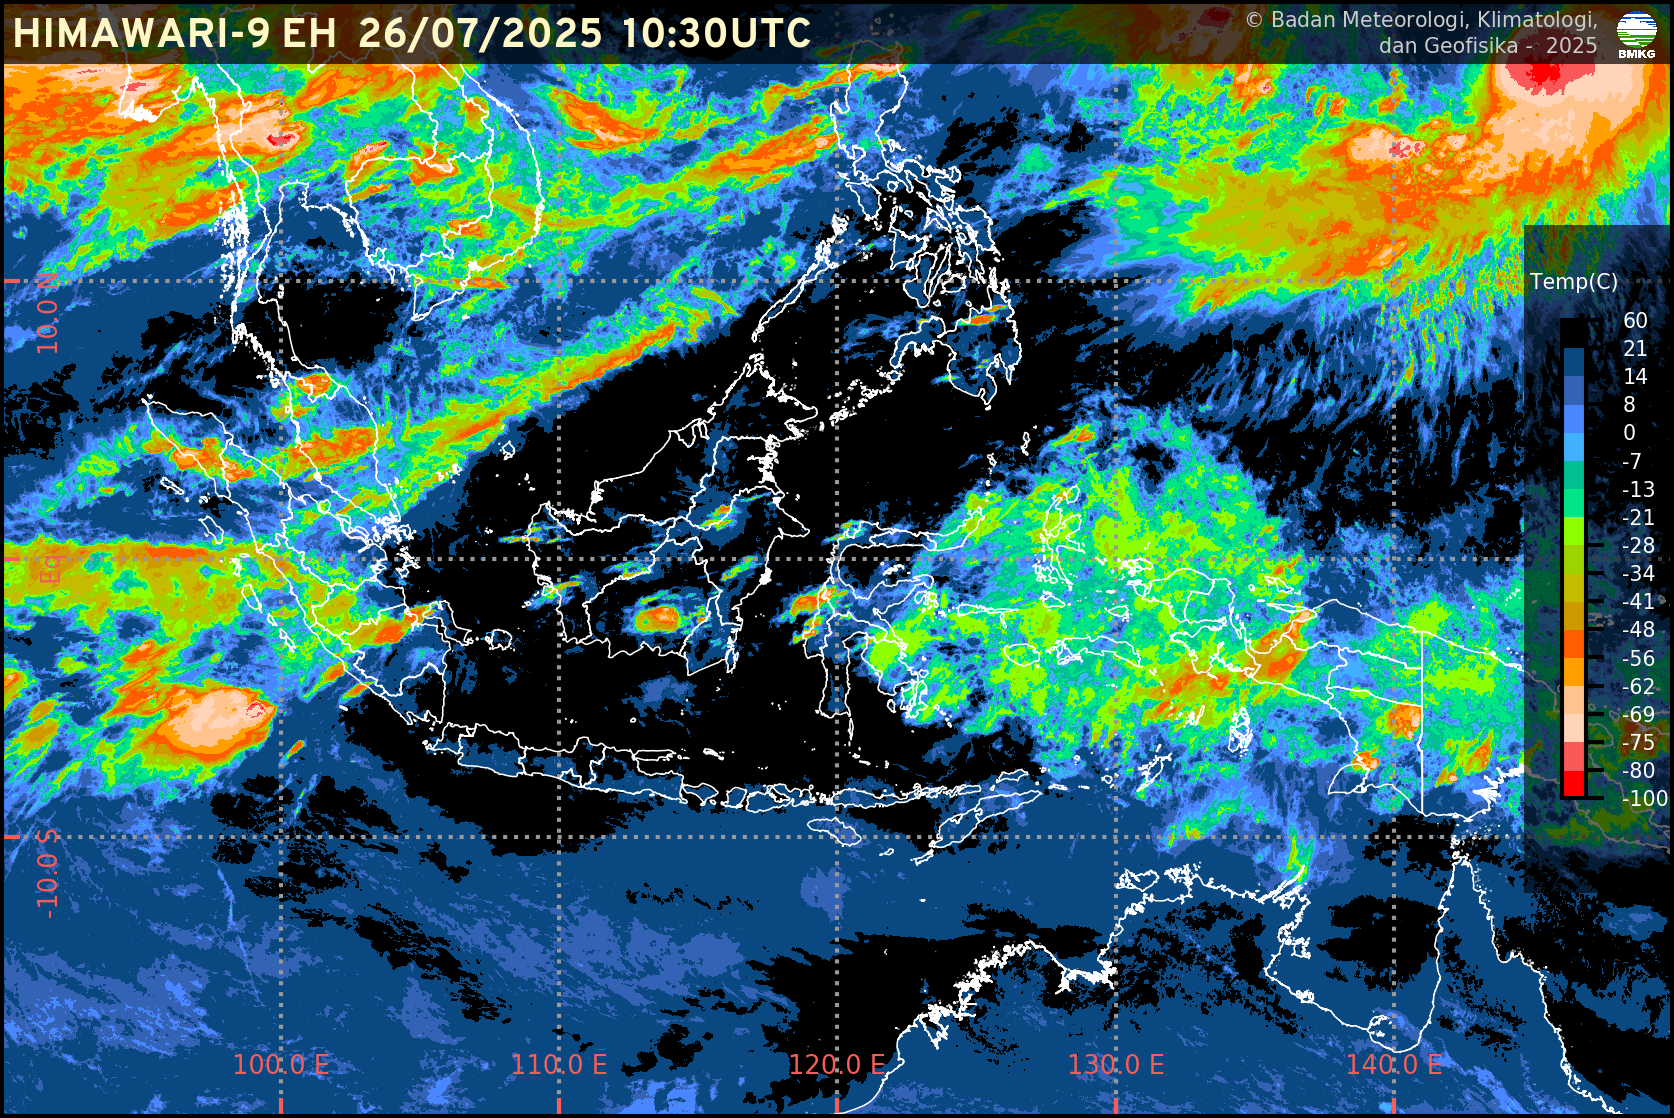 HIMAWARI-9 EH 26/07/2025 10:30UTC
© Badan Meteorologi, Klimatologi,
dan Geofisika - 2025
BMKG
Temp(C)
60
21
14
8
0
-7
-13
-21
-28
-34
-41
-48
-56
-62
-69
-75
-80
-100
10.0 N
Eq
-10.0 S
100.0 E
110.0 E
120.0 E
130.0 E
140.0 E